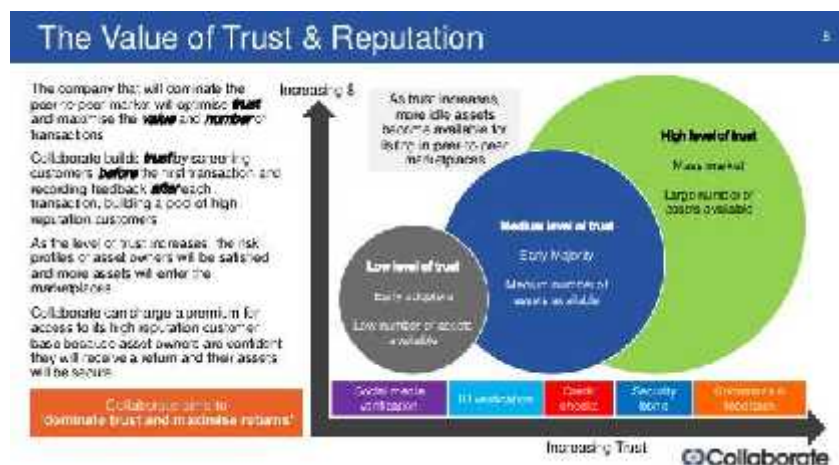 The Value of Trust & Reputation
The company that will dominate the
peer-to-peer market will optimise trust
and maximise the value and number of
transactions
Collaborate builds trust by screening
customers before the first transaction and
recording feedback after each
transaction, building a pool of high
reputation customers
As the level of trust increases, the risk
profiles of asset owners will be satisfied
and more assets will enter the
marketplaces
Collaborate can charge a premium for
access to its high reputation customer
base because asset owners are confident
they will receive a return and their assets
will be secure
Collaborate aims to
'dominate trust and maximise returns'
Increasing $
As trust increases,
more idle assets
become available for
listing in peer-to-peer
marketplaces
High level of trust
Mass market
Large number of
assets available
Medium level of trust
Early Majority
Medium number of
assets available
Low level of trust
Early adopters
Low number of assets
available
Social media
verification
ID verification
Credit
checks
Security
feedback
Increasing Trust
Collaborate